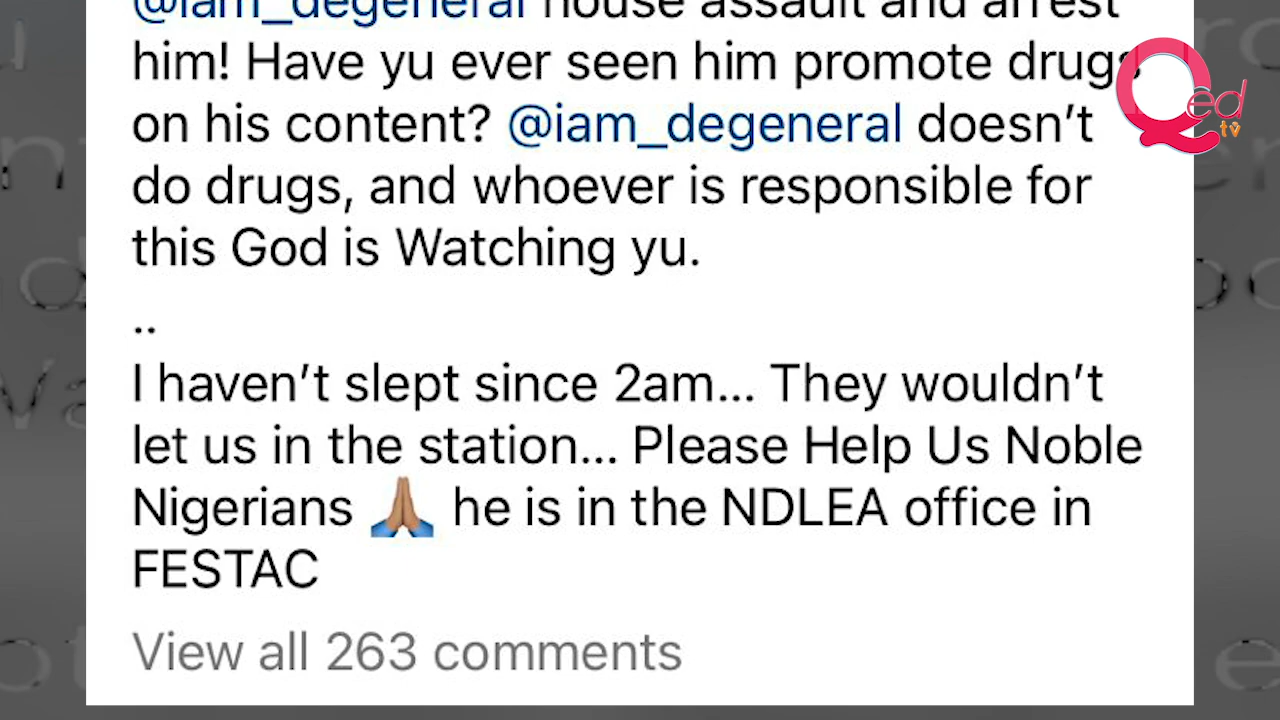 @iam_degeneral house assault and arrest
him! Have yu ever seen him promote drugs
on his content? @iam_degeneral doesn’t
do drugs, and whoever is responsible for
this God is Watching yu.
..
I haven’t slept since 2am... They wouldn’t
let us in the station... Please Help Us Noble
Nigerians 🙏🏽 he is in the NDLEA office in
FESTAC
View all 263 comments
Qed
tv